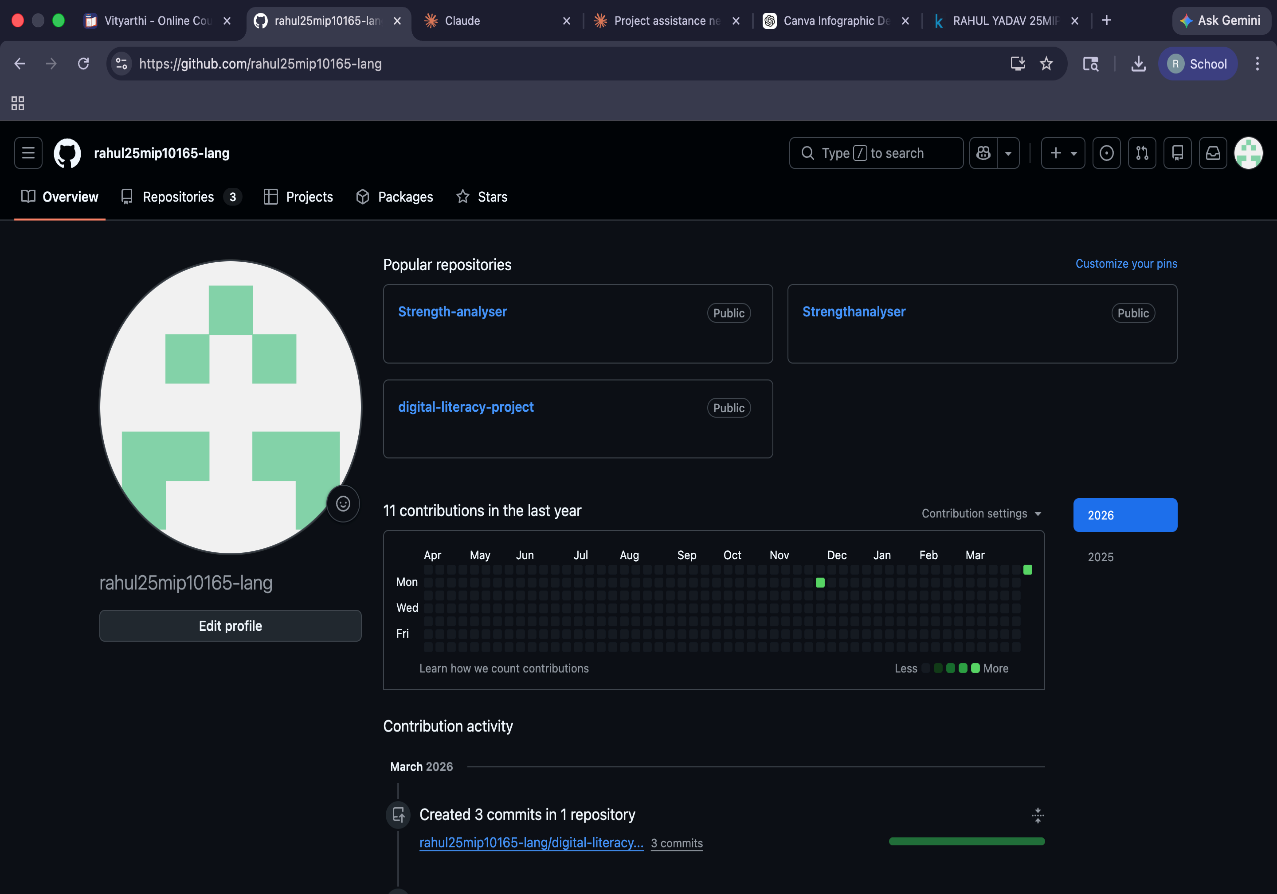 Vityarthi - Online Cou
rahul25mip10165-lan
Claude
Project assistance ne
Canva Infographic De
k RAHUL YADAV 25MIP
Ask Gemini
https://github.com/rahul25mip10165-lang
R School
rahul25mip10165-lang
Type / to search
Overview
Repositories 3
Projects
Packages
Stars
Popular repositories
Customize your pins
Strength-analyser Public
Strengthanalyser Public
digital-literacy-project Public
rahul25mip10165-lang
Edit profile
11 contributions in the last year
Contribution settings
2026
2025
Apr May Jun Jul Aug Sep Oct Nov Dec Jan Feb Mar
Mon
Wed
Fri
Learn how we count contributions
Less More
Contribution activity
March 2026
Created 3 commits in 1 repository
rahul25mip10165-lang/digital-literacy... 3 commits